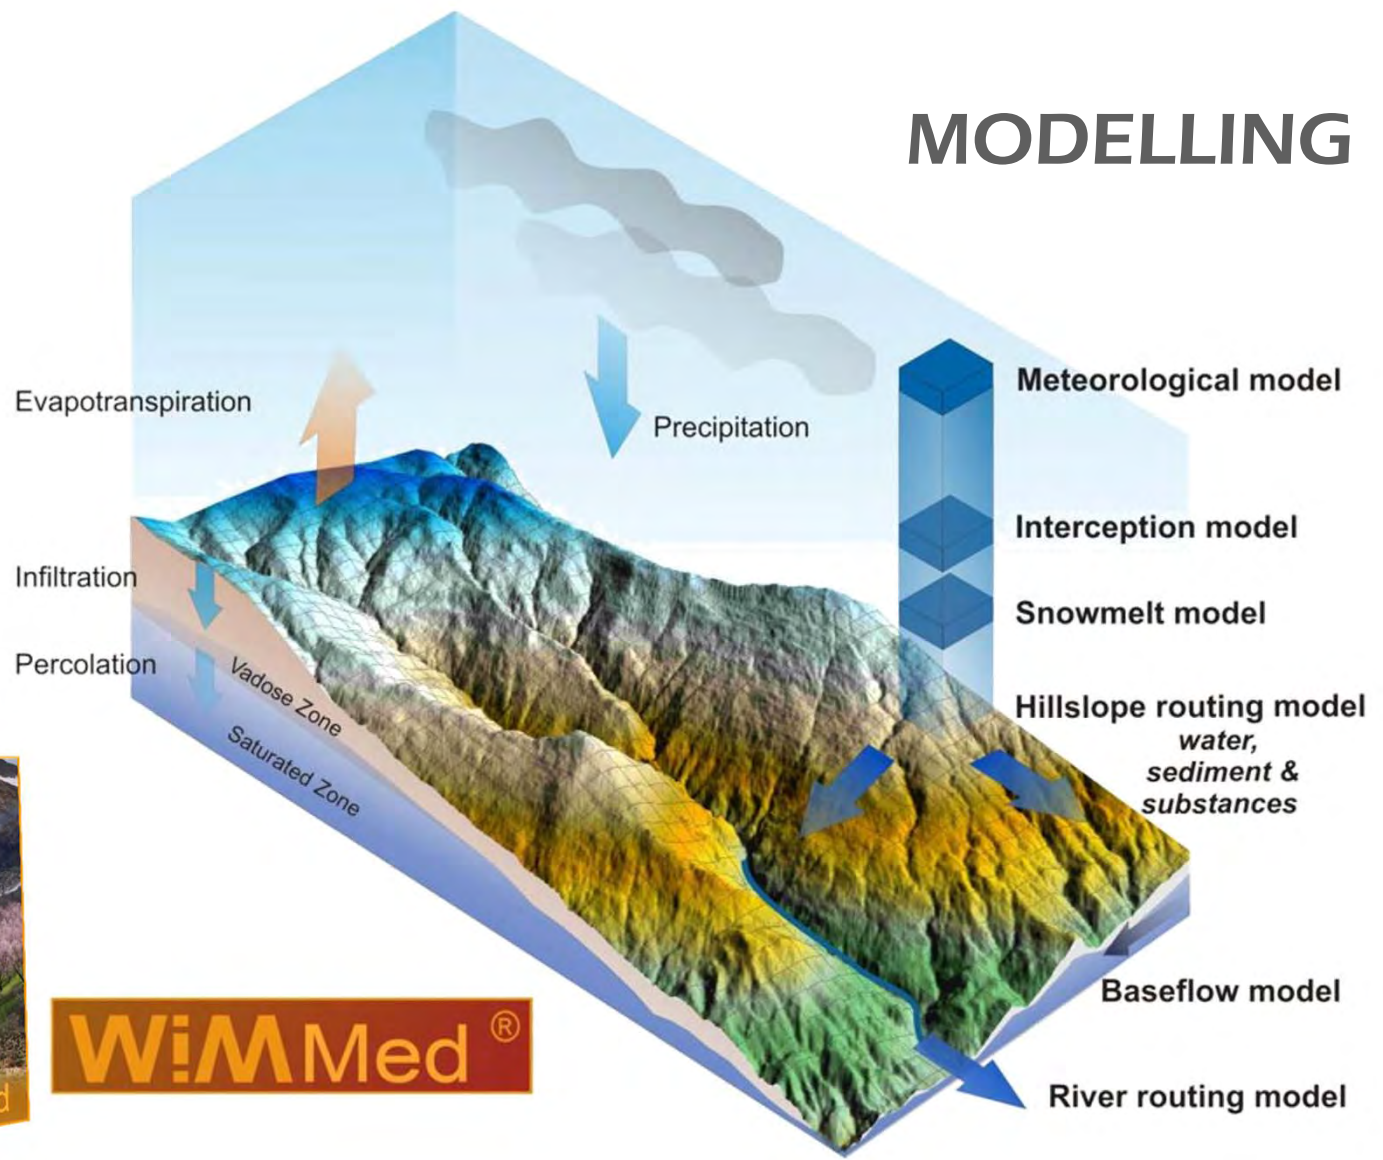 MODELLING
Meteorological model
Evapotranspiration
Precipitation
Interception model
Infiltration
Snowmelt model
Percolation
Vadose Zone
Saturated Zone
Hillslope routing model
water,
sediment &
substances
Baseflow model
WiMMed ®
River routing model
d